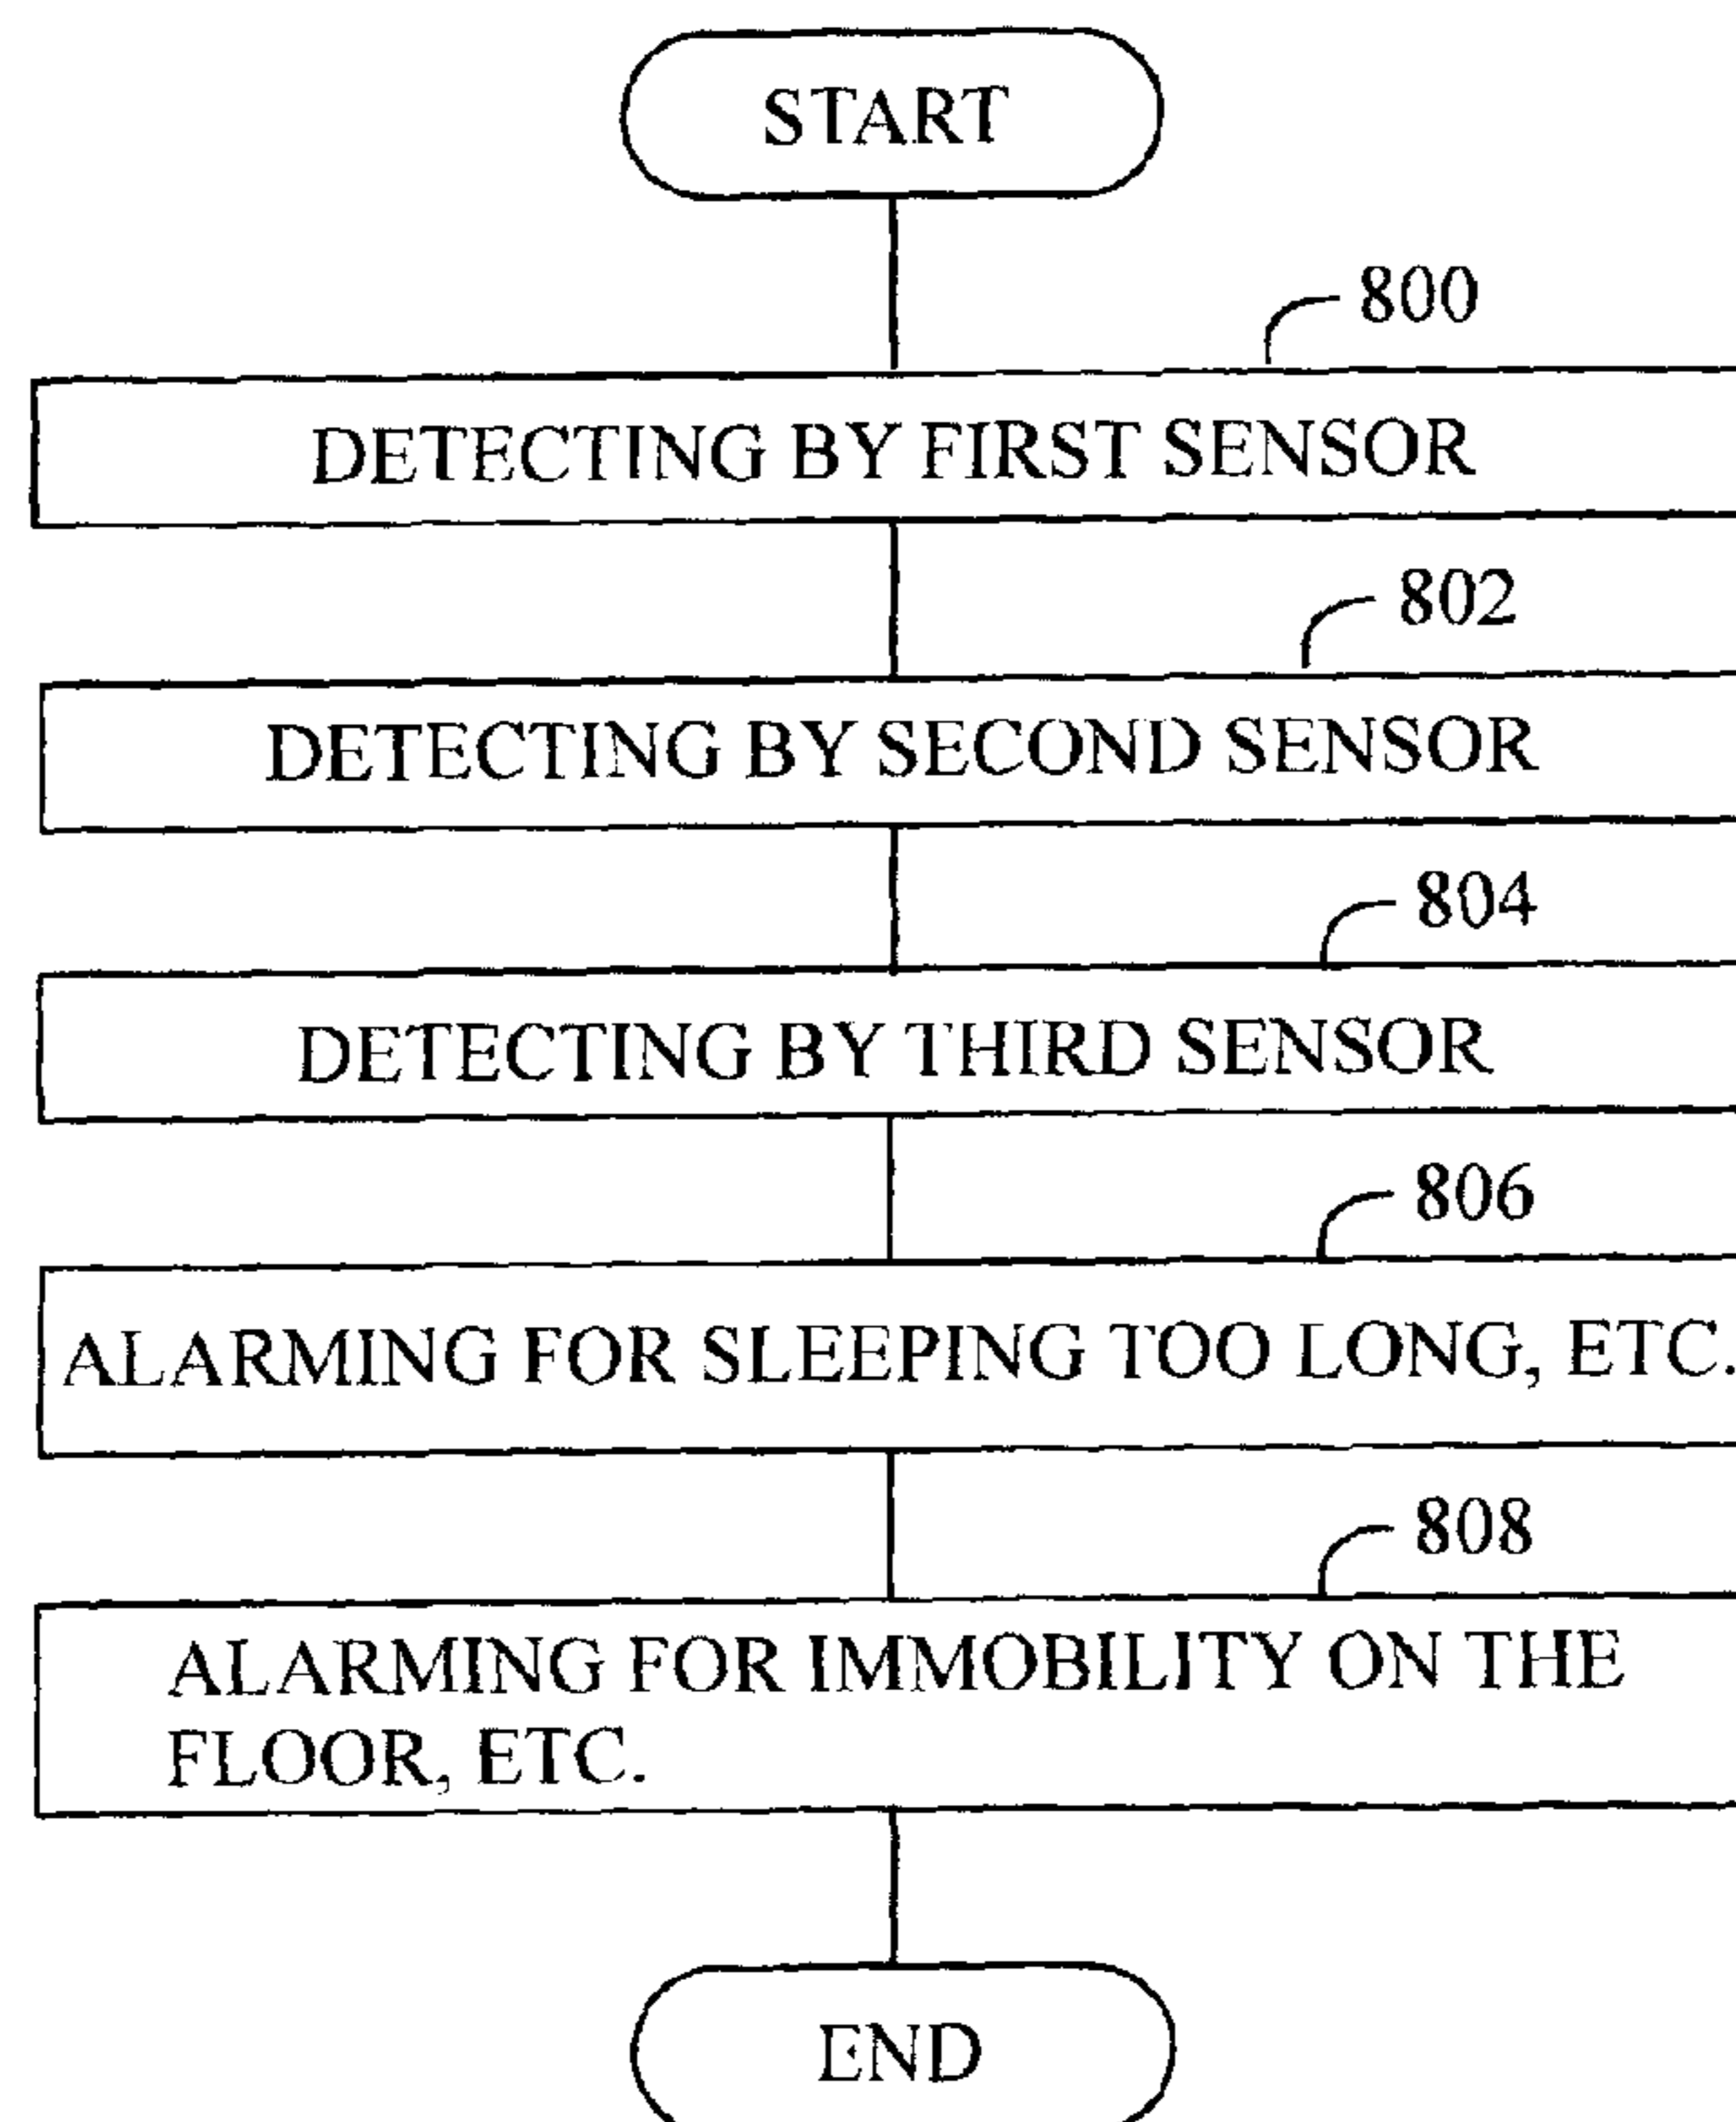 START
800
DETECTING BY FIRST SENSOR
802
DETECTING BY SECOND SENSOR
804
DETECTING BY THIRD SENSOR
806
ALARMING FOR SLEEPING TOO LONG, ETC.
808
ALARMING FOR IMMOBILITY ON THE
FLOOR, ETC.
END